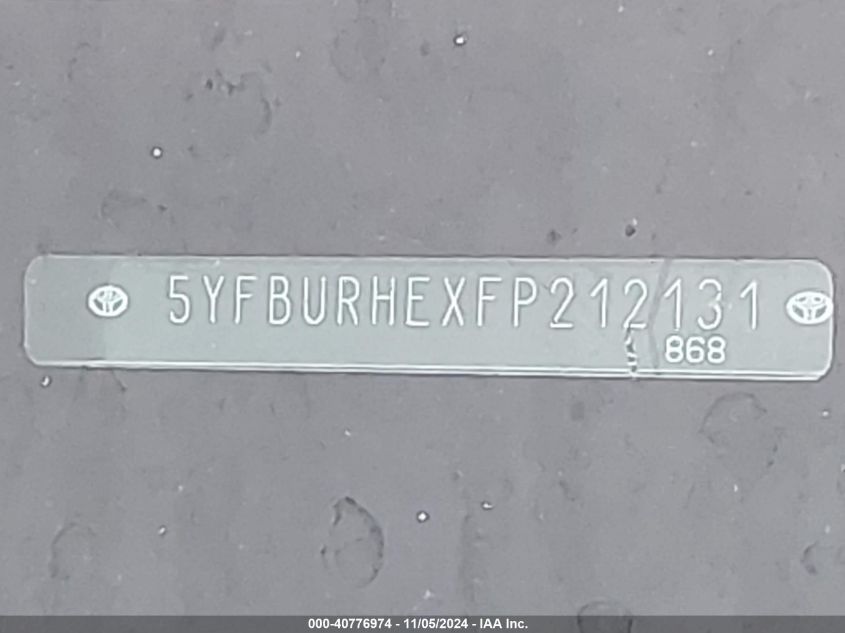 5YFBURHEXFP212131
868
000-40776974 - 11/05/2024 - IAA Inc.